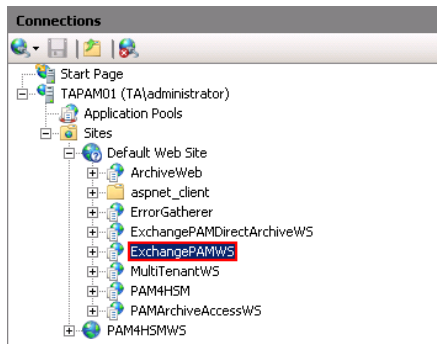 Connections
Start Page
TAPAM01 (TA\administrator)
Application Pools
Sites
Default Web Site
ArchiveWeb
aspnet_client
ErrorGatherer
ExchangePAMDirectArchiveWS
ExchangePAMWS
MultiTenantWS
PAM4HSM
PAMArchiveAccessWS
PAM4HSMWS